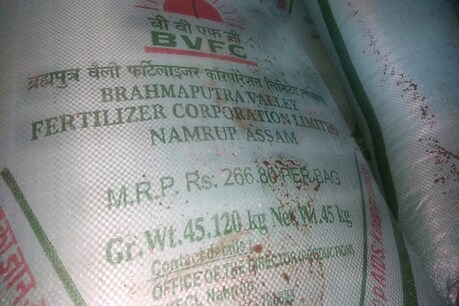 बी वी एफ सी
BVFC
ब्रह्मपुत्र वैली फर्टिलाइजर कारपोरेशन लिमिटेड
BRAHMAPUTRA VALLEY
FERTILIZER CORPORATION LIMITED
NAMRUP, ASSAM
M.R.P. Rs. 266.80 PER BAG
Gr. Wt. 45.120 kg Net Wt. 45 kg
OFFICE OF THE DIRECTOR (PRODUCTION)